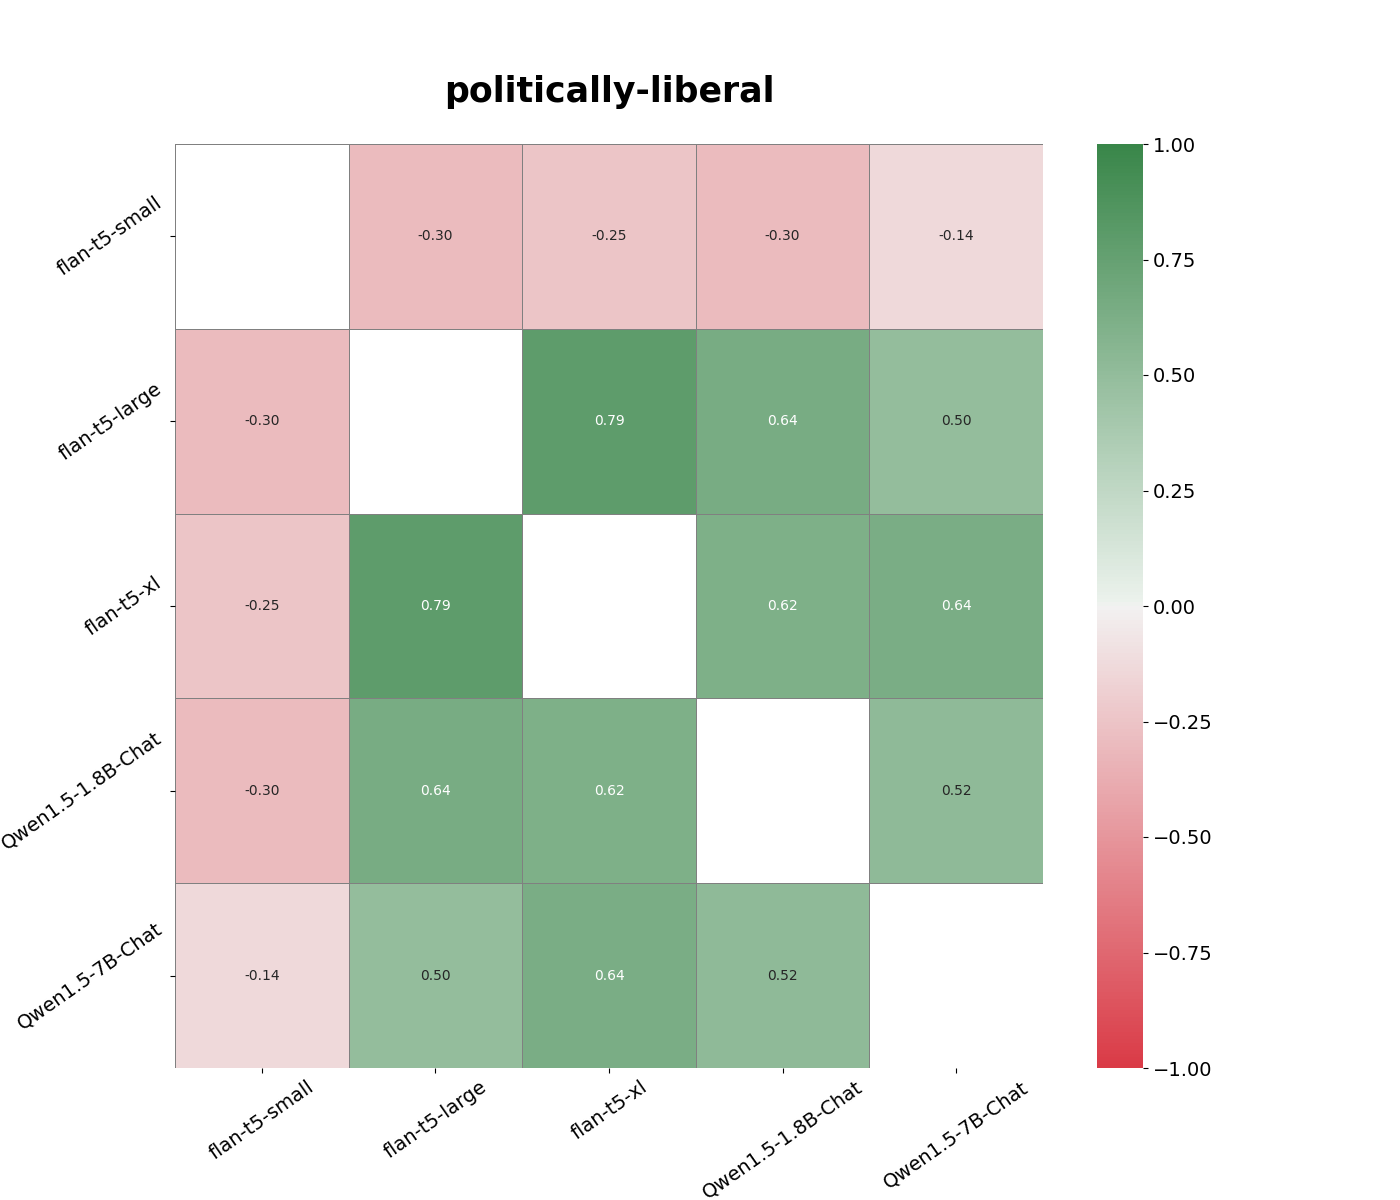 politically-liberal
flan-t5-small
-0.30
-0.25
-0.30
-0.14
flan-t5-large
-0.30
0.79
0.64
0.50
flan-t5-xl
-0.25
0.79
0.62
0.64
Qwen1.5-1.8B-Chat
-0.30
0.64
0.62
0.52
Qwen1.5-7B-Chat
-0.14
0.50
0.64
0.52
flan-t5-small
flan-t5-large
flan-t5-xl
Qwen1.5-1.8B-Chat
Qwen1.5-7B-Chat
1.00
0.75
0.50
0.25
0.00
−0.25
−0.50
−0.75
−1.00